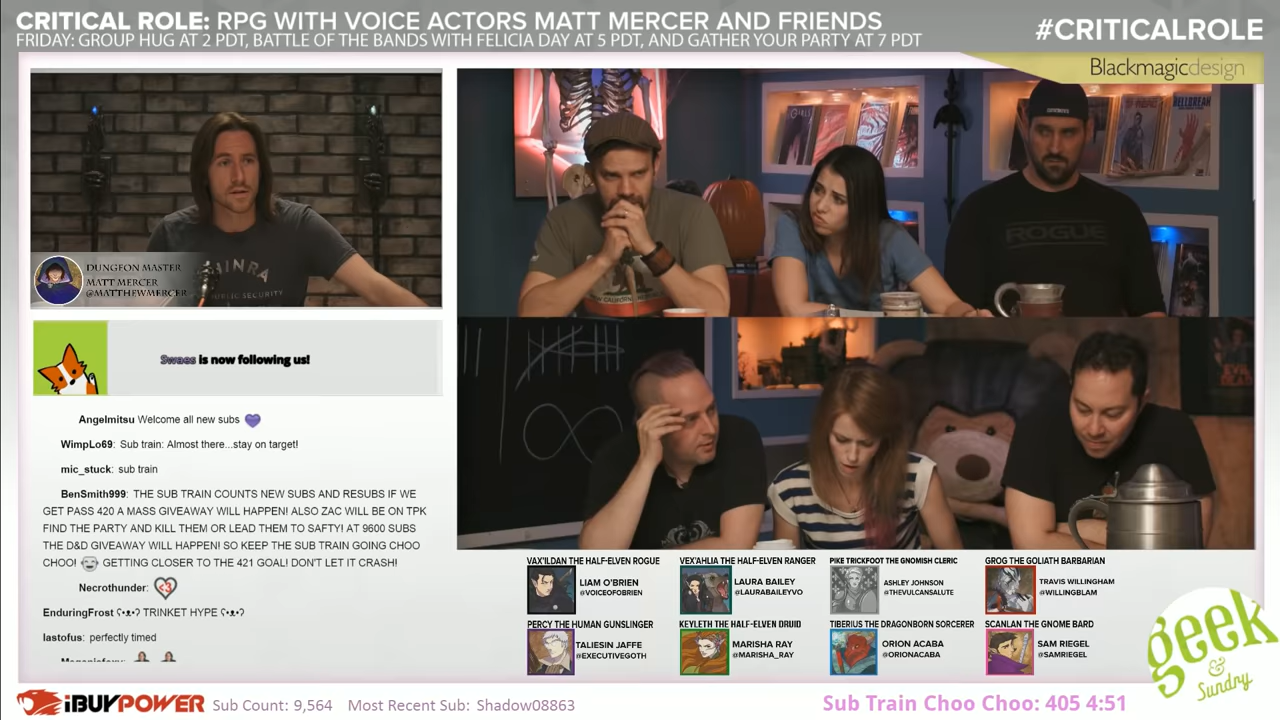 CRITICAL ROLE: RPG WITH VOICE ACTORS MATT MERCER AND FRIENDS
FRIDAY: GROUP HUG AT 2 PDT, BATTLE OF THE BANDS WITH FELICIA DAY AT 5 PDT, AND GATHER YOUR PARTY AT 7 PDT
#CRITICALROLE
Blackmagicdesign
HELLBREAK
ROGUE
HINRA
SECURITY
DUNGEON MASTER
MATT MERCER
@MATTHEWMERCER
9waes is now following us!
Angelmitsu Welcome all new subs
WimpLo69: Sub train: Almost there...stay on target!
mic_stuck: sub train
BenSmith999: THE SUB TRAIN COUNTS NEW SUBS AND RESUBS IF WE
GET PASS 420 A MASS GIVEAWAY WILL HAPPEN! ALSO ZAC WILL BE ON TPK
FIND THE PARTY AND KILL THEM OR LEAD THEM TO SAFTY! AT 9600 SUBS
THE D&D GIVEAWAY WILL HAPPEN! SO KEEP THE SUB TRAIN GOING CHOO
CHOO! GETTING CLOSER TO THE 421 GOAL! DON'T LET IT CRASH!
Necrothunder: <3
EnduringFrost ʕ•ᴥ•ʔ TRINKET HYPE ʕ•ᴥ•ʔ
lastofus: perfectly timed
VAX'ILDAN THE HALF-ELVEN ROGUE
LIAM O'BRIEN
@VOICEOFOBRIEN
VEX'AHLIA THE HALF-ELVEN RANGER
LAURA BAILEY
@LAURABAILEYVO
PIKE TRICKFOOT THE GNOMISH CLERIC
ASHLEY JOHNSON
@THEVULCANSALUTE
GROG THE GOLIATH BARBARIAN
TRAVIS WILLINGHAM
@WILLINGBLAM
PERCY THE HUMAN GUNSLINGER
TALIESIN JAFFE
@EXECUTIVEGOTH
KEYLETH THE HALF-ELVEN DRUID
MARISHA RAY
@MARISHA_RAY
TIBERIUS THE DRAGONBORN SORCERER
ORION ACABA
@ORIONACABA
SCANLAN THE GNOME BARD
SAM RIEGEL
@SAMRIEGEL
geek
& Sundry
iBUYPOWER
Sub Count: 9,564 Most Recent Sub: Shadow08863
Sub Train Choo Choo: 405 4:51